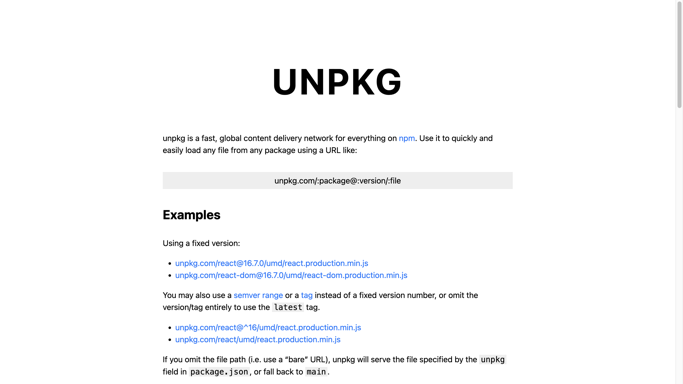 UNPKG
unpkg is a fast, global content delivery network for everything on npm. Use it to quickly and
easily load any file from any package using a URL like:
unpkg.com/:package@:version/:file
Examples
Using a fixed version:
• unpkg.com/react@16.7.0/umd/react.production.min.js
• unpkg.com/react-dom@16.7.0/umd/react-dom.production.min.js
You may also use a semver range or a tag instead of a fixed version number, or omit the
version/tag entirely to use the latest tag.
• unpkg.com/react@^16/umd/react.production.min.js
• unpkg.com/react/umd/react.production.min.js
If you omit the file path (i.e. use a “bare” URL), unpkg will serve the file specified by the unpkg
field in package.json, or fall back to main.